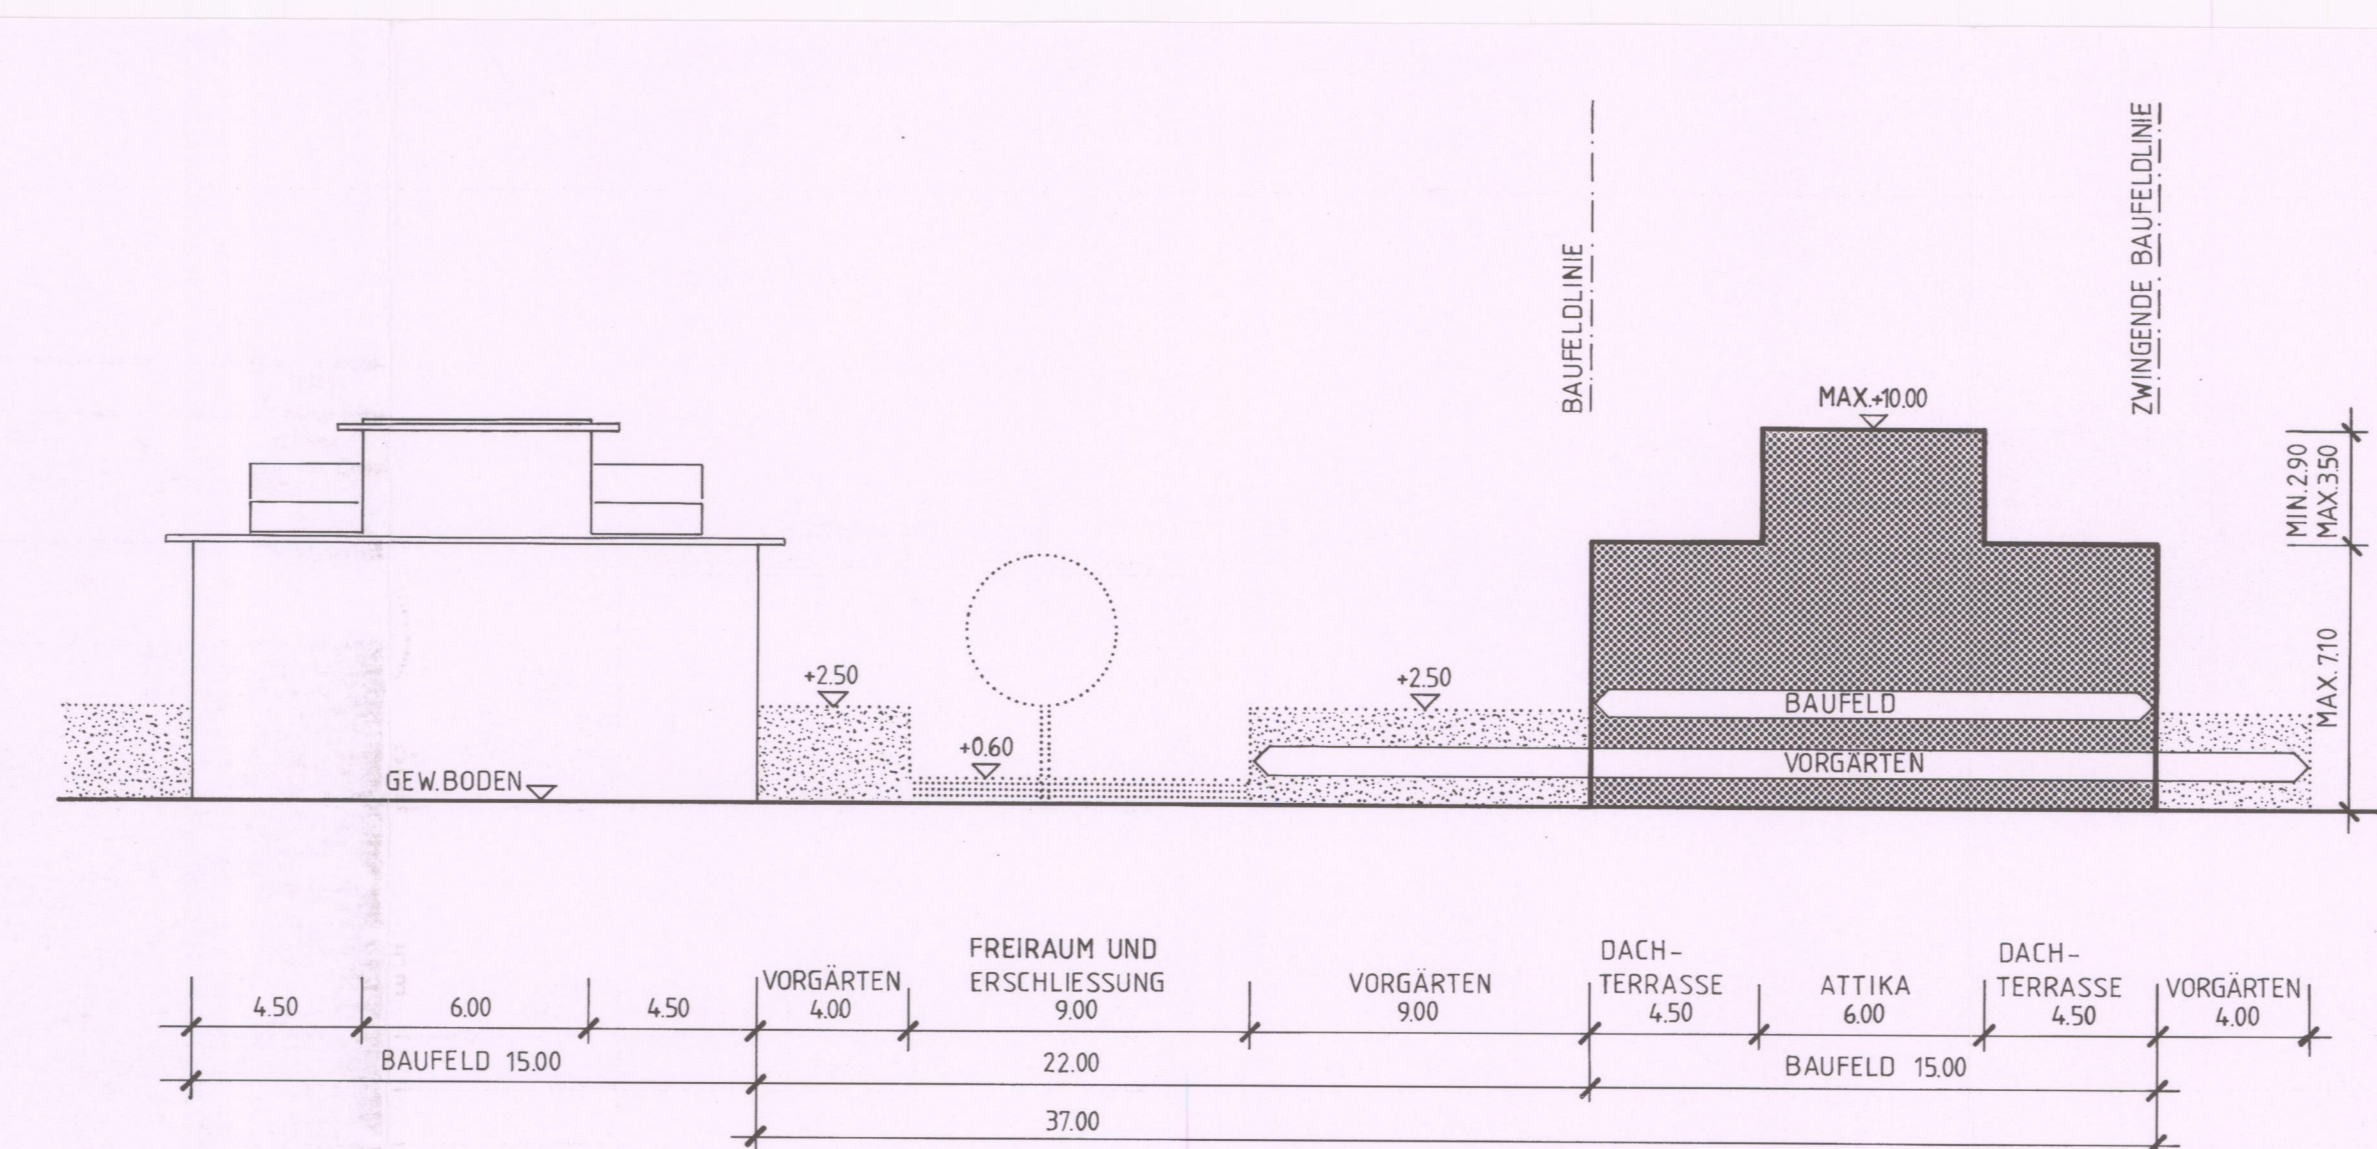 ZWINGENDE BAUFELDLINIE
BAUFELDLINIE
MAX.+10.00
MIN.2.90
MAX.3.50
MAX. 7.10
+2.50
+2.50
BAUFELD
+0.60
VORGÄRTEN
GEW.BODEN
FREIRAUM UND
ERSCHLIESSUNG
9.00
VORGÄRTEN
4.00
VORGÄRTEN
9.00
DACH-
TERRASSE
4.50
ATTIKA
6.00
DACH-
TERRASSE
4.50
VORGÄRTEN
4.00
4.50
6.00
4.50
BAUFELD 15.00
22.00
BAUFELD 15.00
37.00